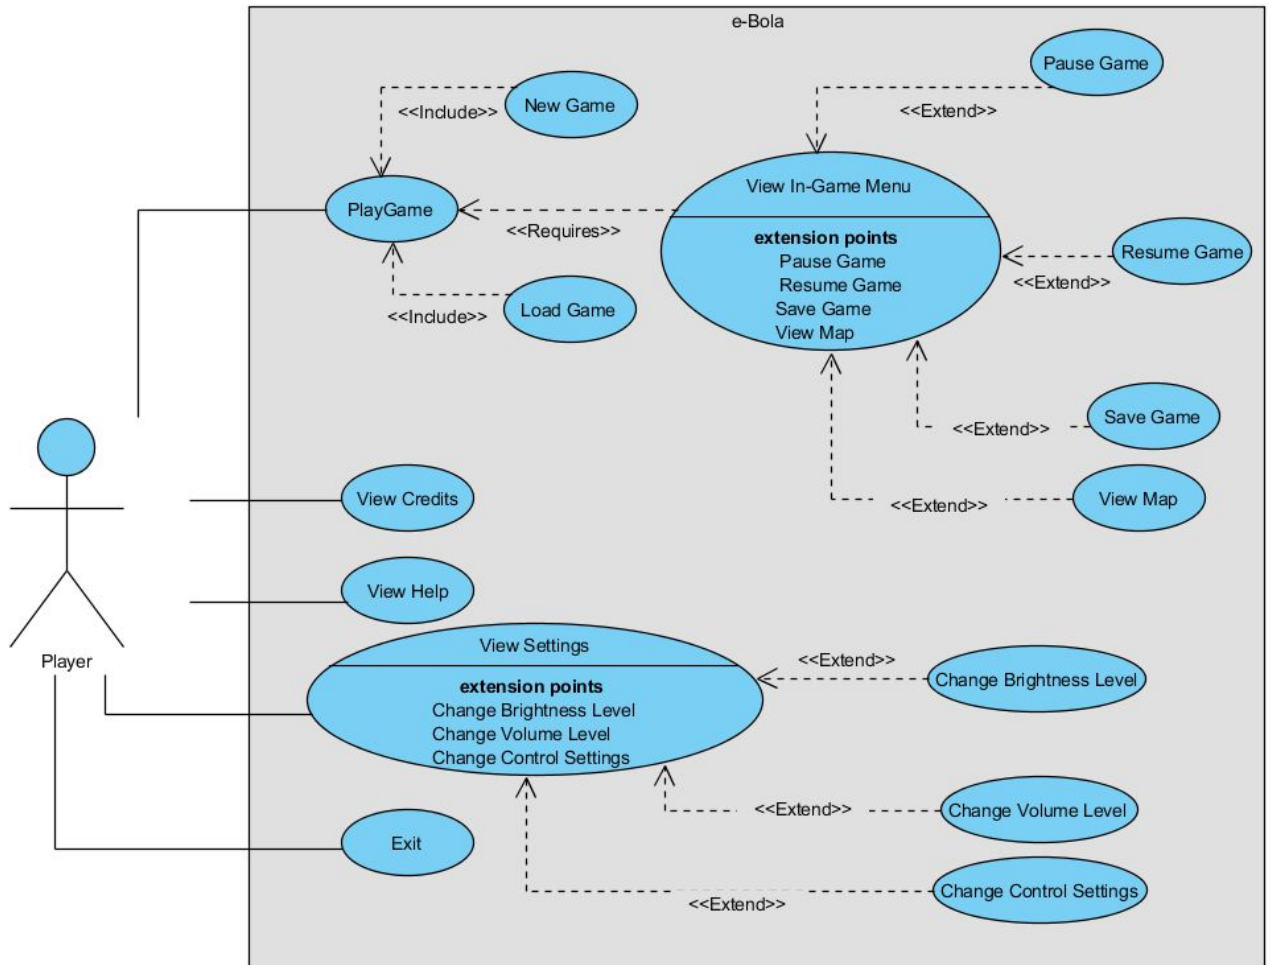 e-Bola
Pause Game
<<Extend>>
New Game
<<Include>>
View In-Game Menu
PlayGame
<<Requires>>
extension points
Pause Game
Resume Game
Save Game
View Map
Resume Game
<<Extend>>
Load Game
<<Include>>
Save Game
<<Extend>>
View Map
<<Extend>>
View Credits
View Help
Player
View Settings
extension points
Change Brightness Level
Change Volume Level
Change Control Settings
<<Extend>>
Change Brightness Level
<<Extend>>
Change Volume Level
Exit
<<Extend>>
Change Control Settings